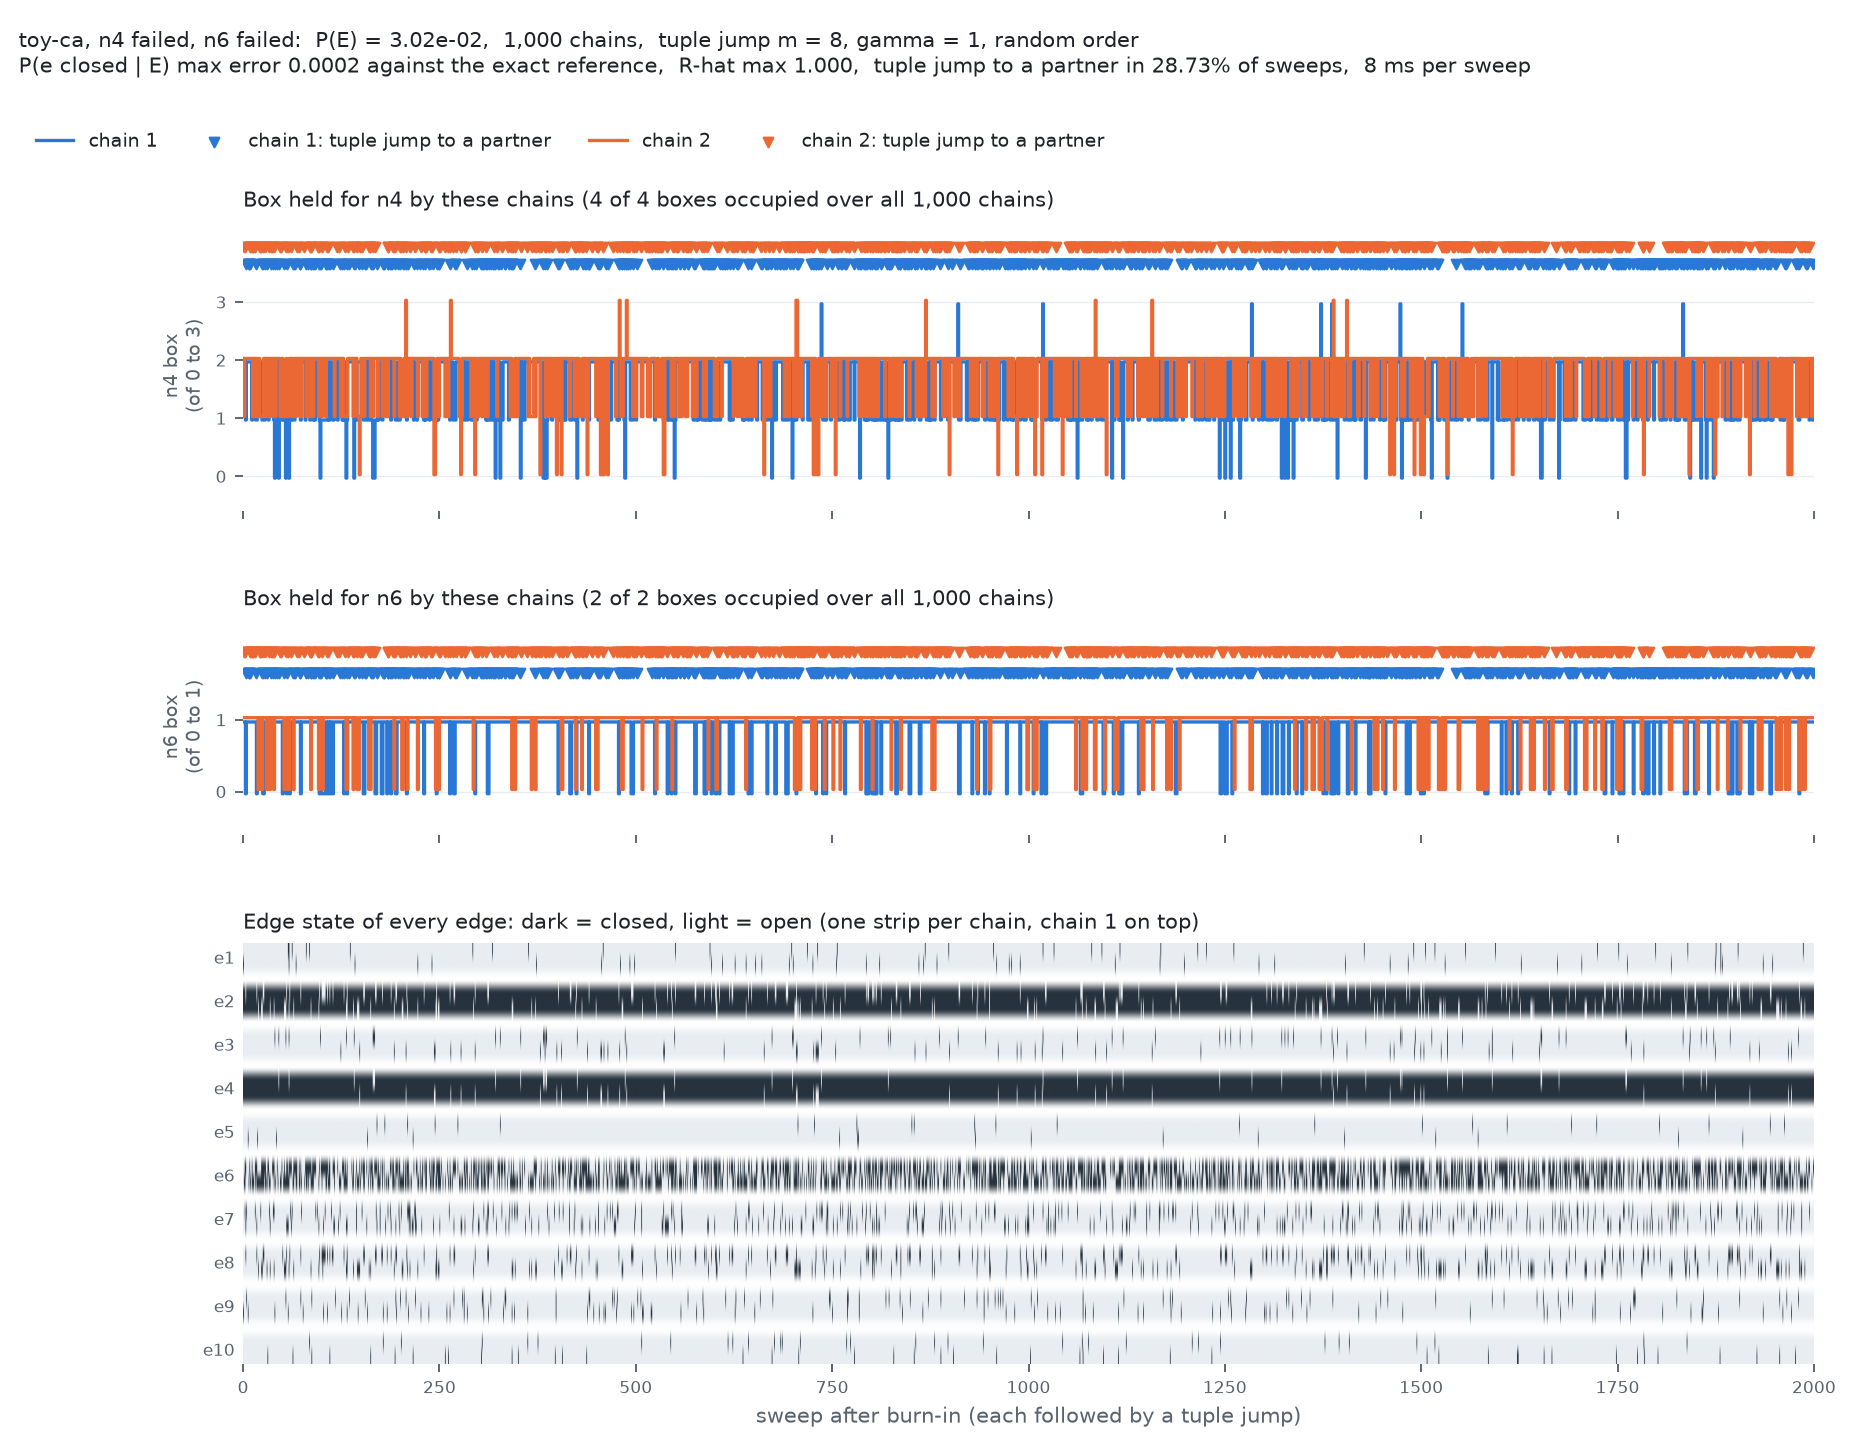 toy-ca, n4 failed, n6 failed:  P(E) = 3.02e-02,  1,000 chains,  tuple jump m = 8, gamma = 1, random order
P(e closed | E) max error 0.0002 against the exact reference,  R-hat max 1.000,  tuple jump to a partner in 28.73% of sweeps,  8 ms per sweep
chain 1
chain 1: tuple jump to a partner
chain 2
chain 2: tuple jump to a partner
Box held for n4 by these chains (4 of 4 boxes occupied over all 1,000 chains)
n4 box
(of 0 to 3)
3
2
1
0
Box held for n6 by these chains (2 of 2 boxes occupied over all 1,000 chains)
n6 box
(of 0 to 1)
1
0
Edge state of every edge: dark = closed, light = open (one strip per chain, chain 1 on top)
e1
e2
e3
e4
e5
e6
e7
e8
e9
e10
0
250
500
750
1000
1250
1500
1750
2000
sweep after burn-in (each followed by a tuple jump)